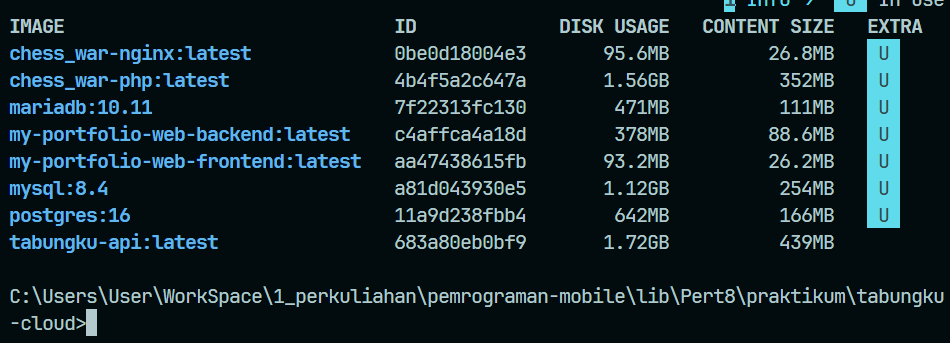 i Info → U In Use
IMAGE ID DISK USAGE CONTENT SIZE EXTRA
chess_war-nginx:latest 0be0d18004e3 95.6MB 26.8MB U
chess_war-php:latest 4b4f5a2c647a 1.56GB 352MB U
mariadb:10.11 7f22313fc130 471MB 111MB U
my-portfolio-web-backend:latest c4affca4a18d 378MB 88.6MB U
my-portfolio-web-frontend:latest aa47438615fb 93.2MB 26.2MB U
mysql:8.4 a81d043930e5 1.12GB 254MB U
postgres:16 11a9d238fbb4 642MB 166MB U
tabungku-api:latest 683a80eb0bf9 1.72GB 439MB
C:\Users\User\WorkSpace\1_perkuliahan\pemrograman-mobile\lib\Pert8\praktikum\tabungku
-cloud>